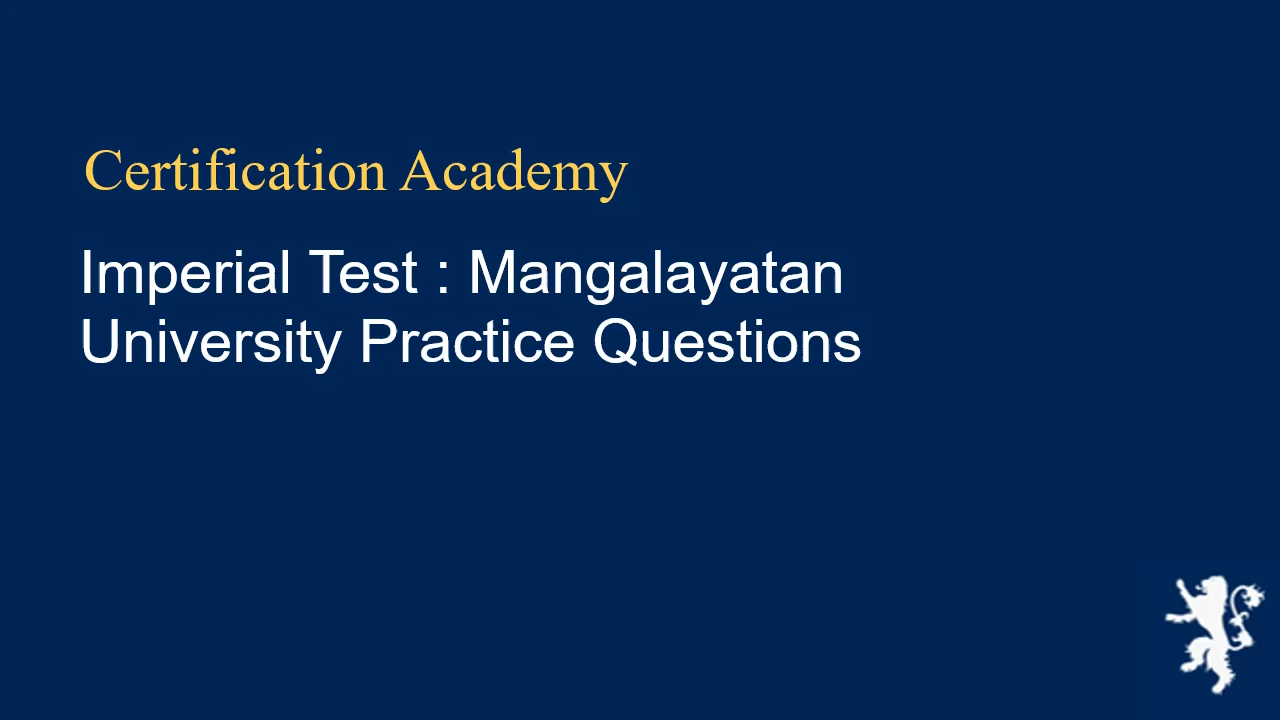 Certification Academy
Imperial Test : Mangalayatan
University Practice Questions